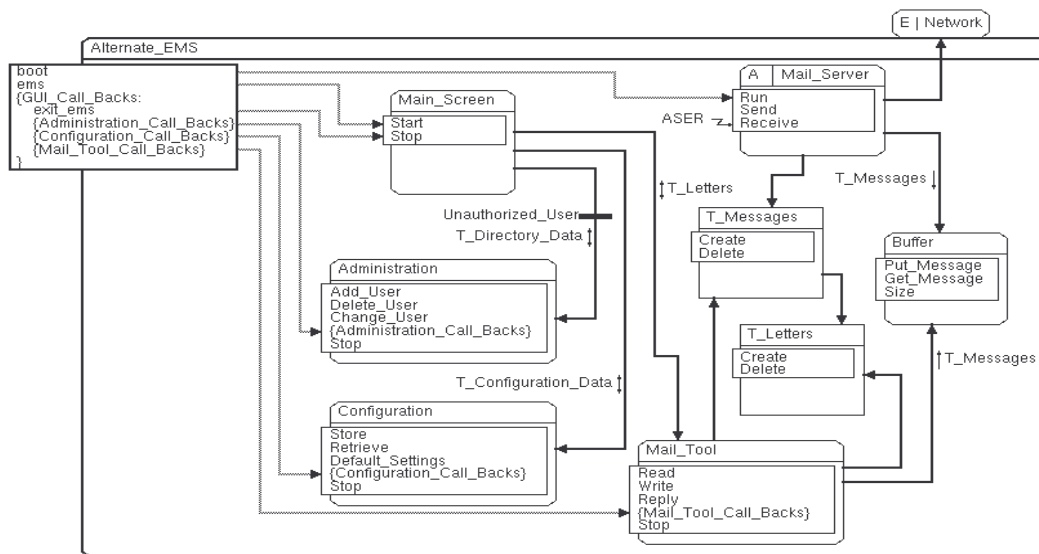 E | Network
Alternate_EMS
boot
ems
{GUI_Call_Backs:
exit_ems
{Administration_Call_Backs}
{Configuration_Call_Backs}
{Mail_Tool_Call_Backs}
}
Main_Screen
Start
Stop
A Mail_Server
Run
Send
Receive
ASER
T_Letters
T_Messages
Unauthorized_User
T_Directory_Data
T_Messages
Create
Delete
Buffer
Put_Message
Get_Message
Size
Administration
Add_User
Delete_User
Change_User
{Administration_Call_Backs}
Stop
T_Letters
Create
Delete
T_Messages
T_Configuration_Data
Configuration
Store
Retrieve
Default_Settings
{Configuration_Call_Backs}
Stop
Mail_Tool
Read
Write
Reply
{Mail_Tool_Call_Backs}
Stop